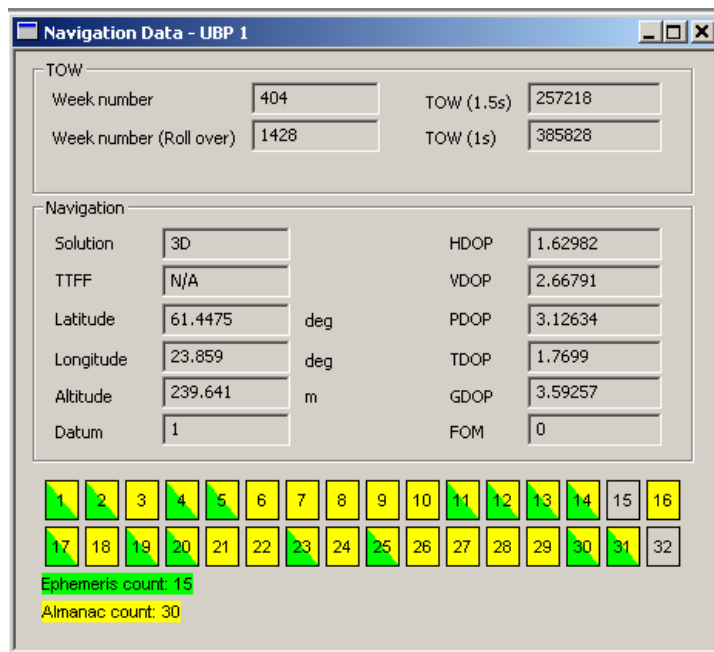 Navigation Data - UBP 1
TOW
Week number 404 TOW (1.5s) 257218
Week number (Roll over) 1428 TOW (1s) 385828
Navigation
Solution 3D HDOP 1.62982
TTFF N/A VDOP 2.66791
Latitude 61.4475 deg PDOP 3.12634
Longitude 23.859 deg TDOP 1.7699
Altitude 239.641 m GDOP 3.59257
Datum 1 FOM 0
1 2 3 4 5 6 7 8 9 10 11 12 13 14 15 16
17 18 19 20 21 22 23 24 25 26 27 28 29 30 31 32
Ephemeris count: 15
Almanac count: 30